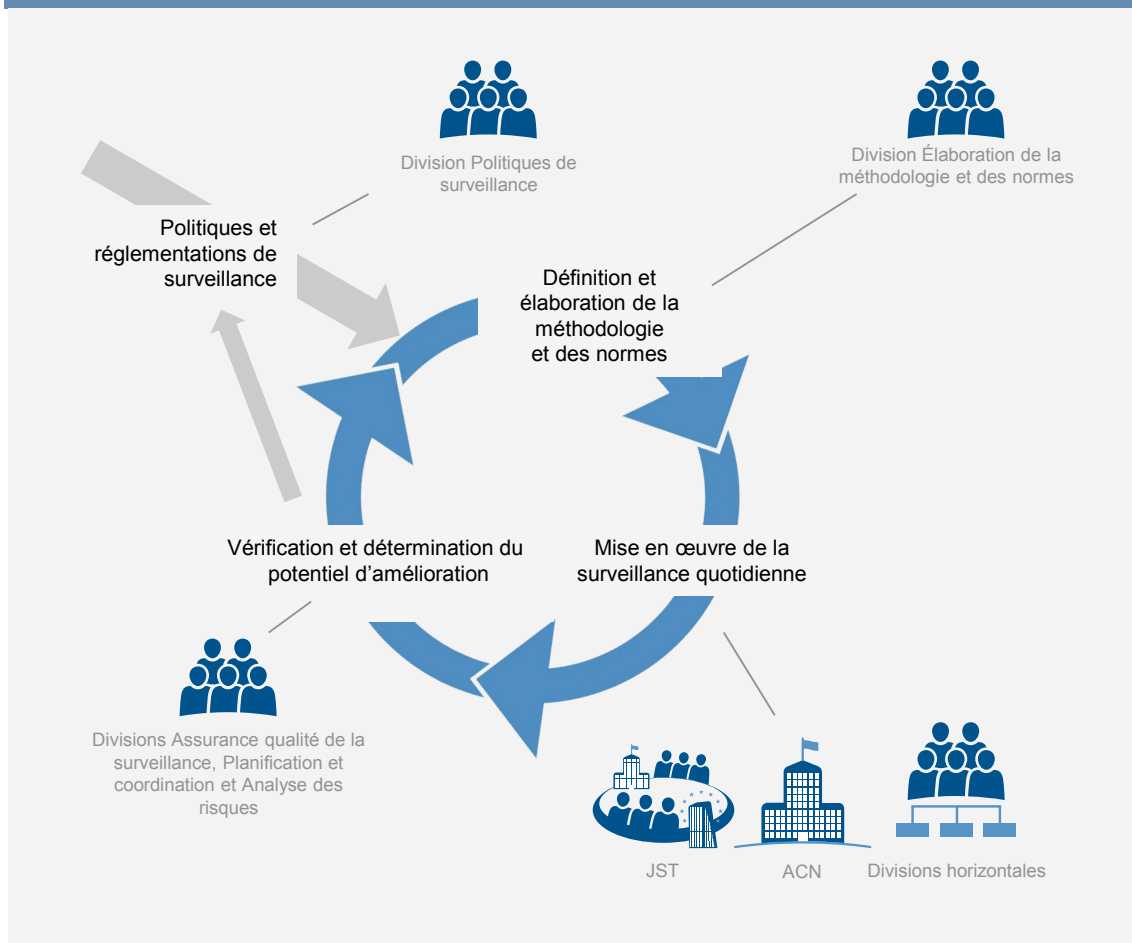 Division Politiques de
surveillance
Division Élaboration de la
méthodologie et des normes
Politiques et
réglementations de
surveillance
Définition et
élaboration de la
méthodologie
et des normes
Vérification et détermination du
potentiel d'amélioration
Mise en œuvre de la
surveillance quotidienne
Divisions Assurance qualité de la
surveillance, Planification et
coordination et Analyse des
risques
JST
ACN
Divisions horizontales